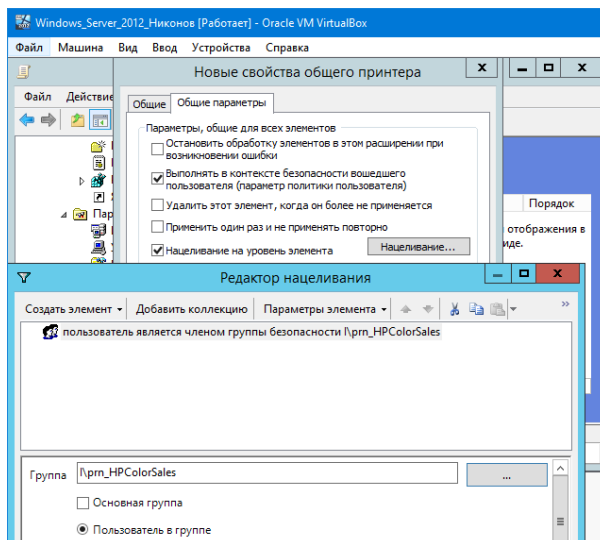 Windows_Server_2012_Никонов [Работает] - Oracle VM VirtualBox
Файл Машина Вид Ввод Устройства Справка
Новые свойства общего принтера
Файл Действие
Общие Общие параметры
Параметры, общие для всех элементов
Остановить обработку элементов в этом расширении при
возникновении ошибки
Выполнять в контексте безопасности вошедшего
пользователя (параметр политики пользователя)
Удалить этот элемент, когда он более не применяется
Применить один раз и не применять повторно
Нацеливание на уровень элемента
Нацеливание...
Порядок
отображения в
иде.
Пар
Редактор нацеливания
Создать элемент Добавить коллекцию Параметры элемента
пользователь является членом группы безопасности I\prn_HPColorSales
Группа I\prn_HPColorSales ...
Основная группа
Пользователь в группе